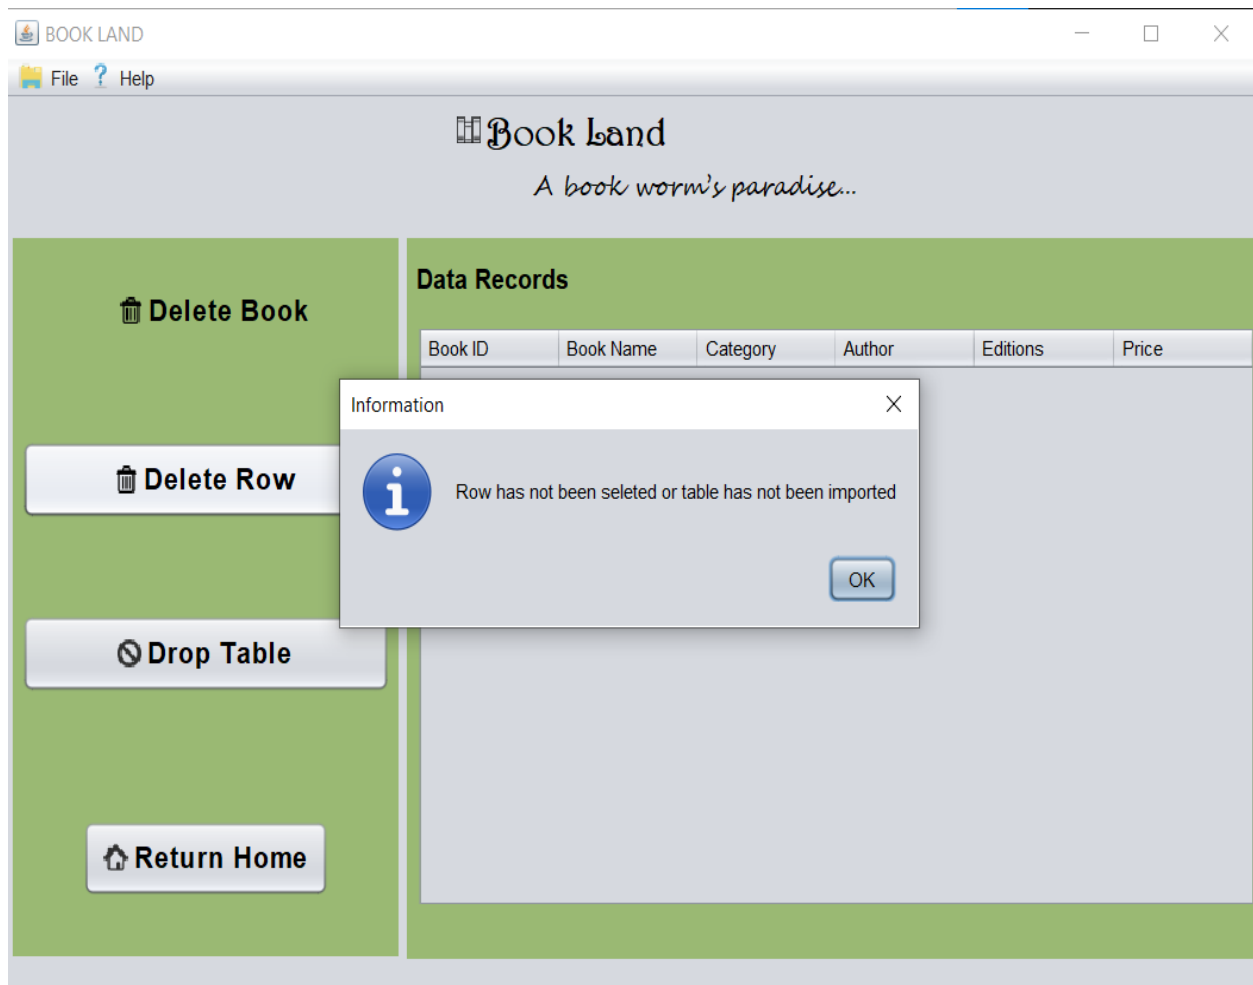 BOOK LAND
File Help
Book Land
A book worm's paradise...
Delete Book
Delete Row
Drop Table
Return Home
Data Records
Book ID Book Name Category Author Editions Price
Information
Row has not been seleted or table has not been imported
OK